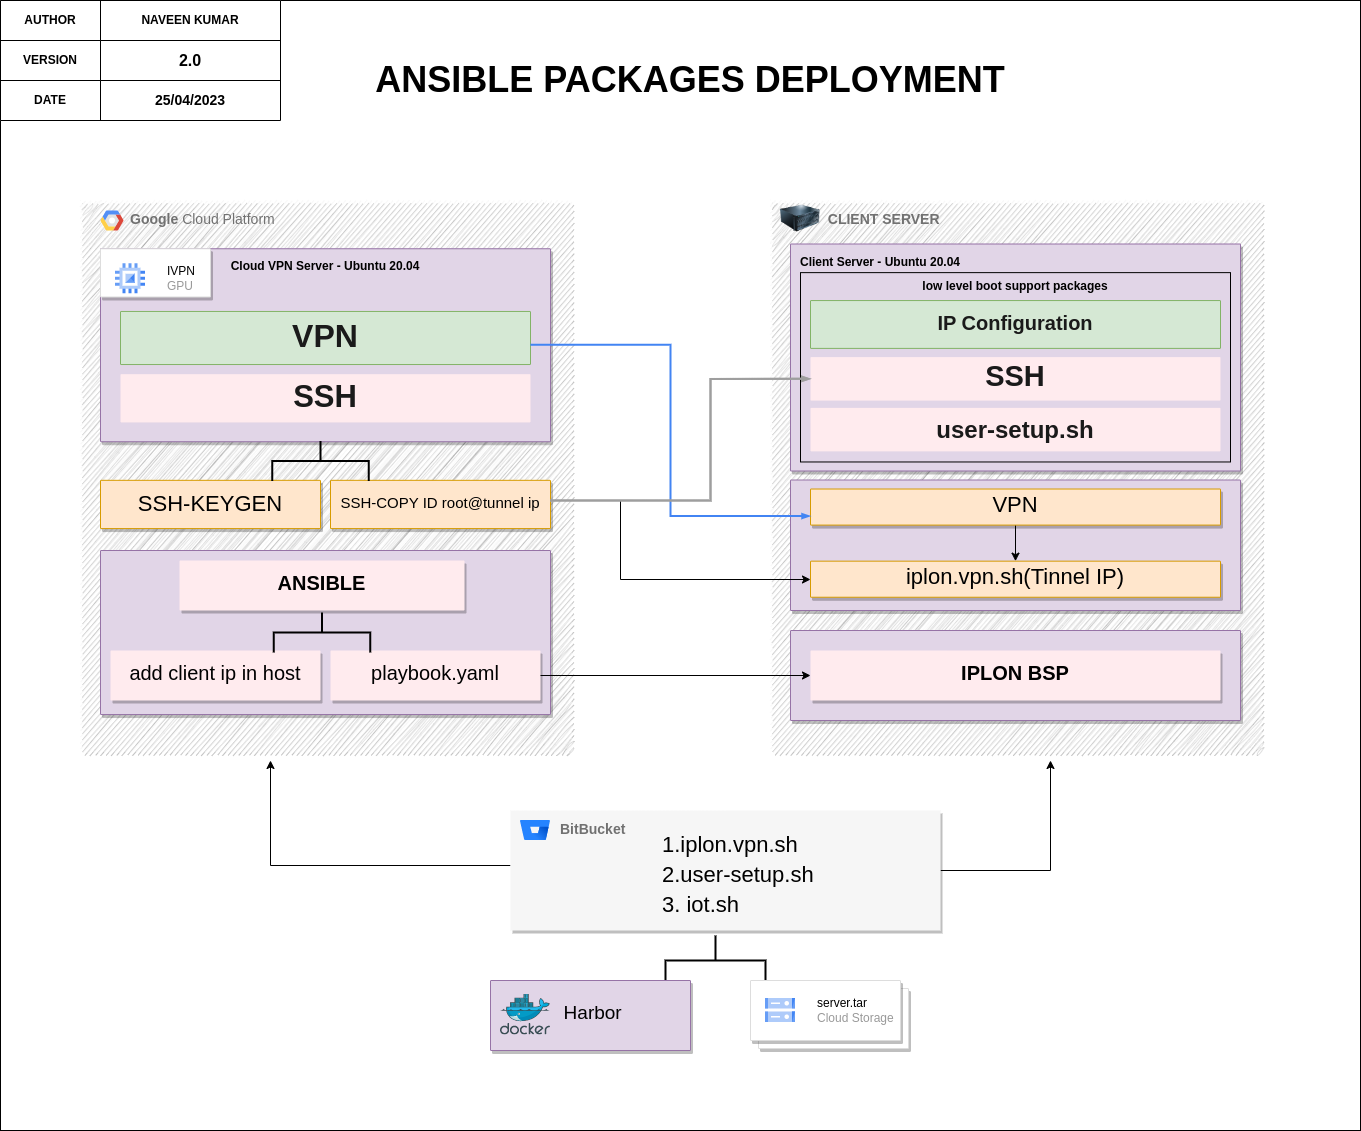 AUTHOR
NAVEEN KUMAR
VERSION
2.0
DATE
25/04/2023
ANSIBLE PACKAGES DEPLOYMENT
Google Cloud Platform
IVPN
GPU
Cloud VPN Server - Ubuntu 20.04
VPN
SSH
SSH-KEYGEN
SSH-COPY ID root@tunnel ip
ANSIBLE
add client ip in host
playbook.yaml
CLIENT SERVER
Client Server - Ubuntu 20.04
low level boot support packages
IP Configuration
SSH
user-setup.sh
VPN
iplon.vpn.sh(Tinnel IP)
IPLON BSP
BitBucket
1.iplon.vpn.sh
2.user-setup.sh
3. iot.sh
docker
Harbor
server.tar
Cloud Storage